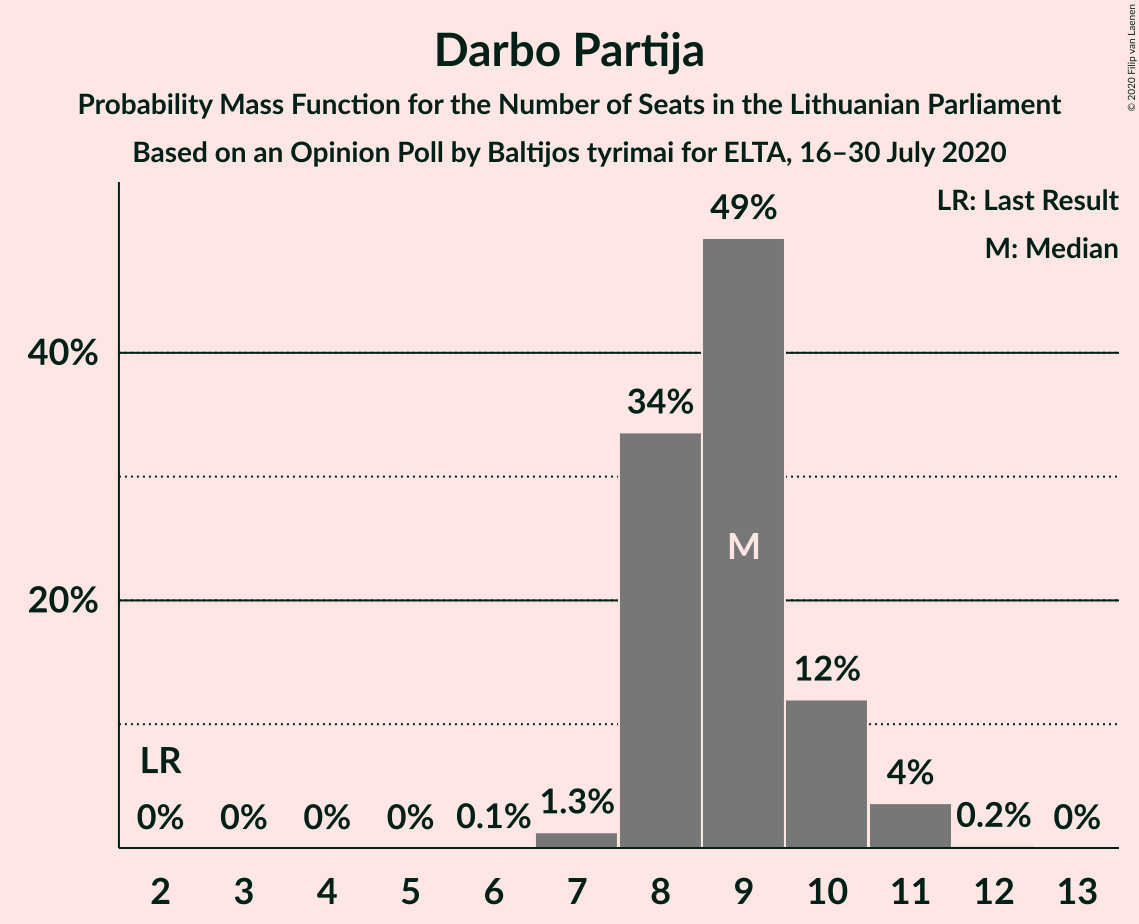 Darbo Partija
Probability Mass Function for the Number of Seats in the Lithuanian Parliament
Based on an Opinion Poll by Baltijos tyrimai for ELTA, 16–30 July 2020
© 2020 Filip van Laenen
LR: Last Result
M: Median
40%
20%
LR
0%
0%
0%
0%
0.1%
1.3%
34%
49%
M
12%
4%
0.2%
0%
2 3 4 5 6 7 8 9 10 11 12 13